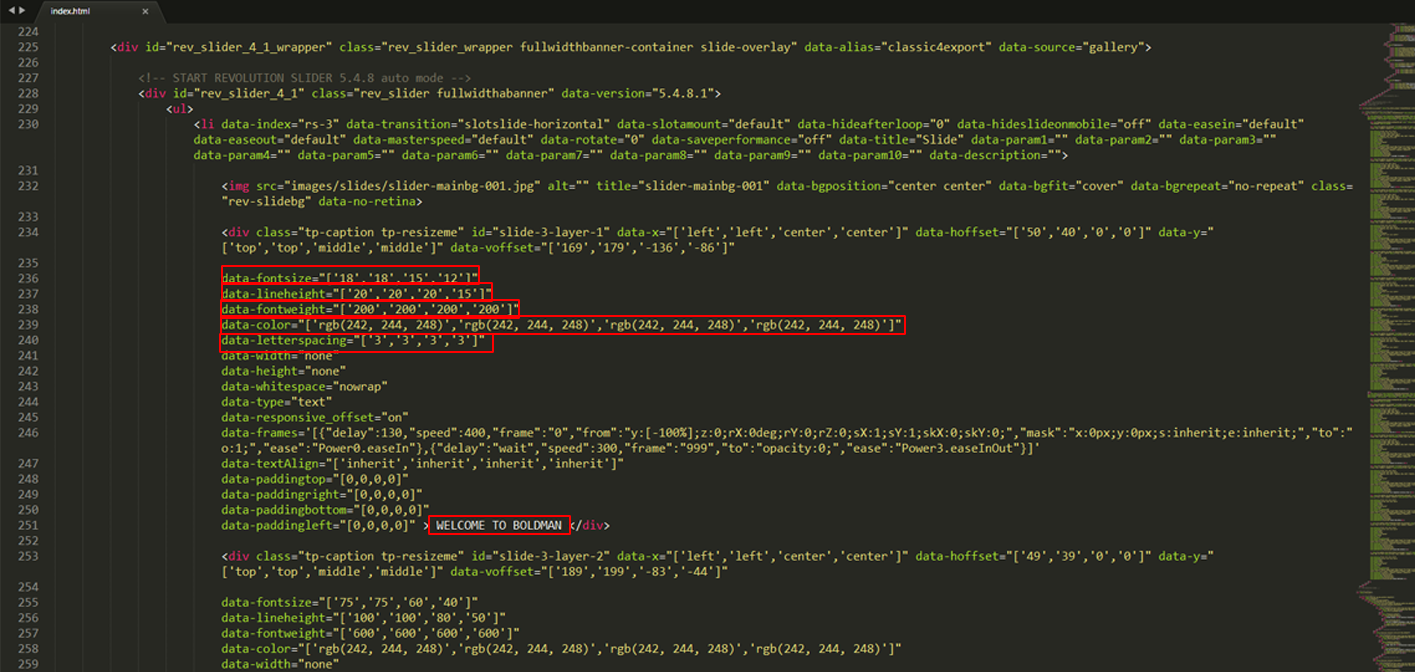 index.html ×
224
225 <div id="rev_slider_4_1_wrapper" class="rev_slider_wrapper fullwidthbanner-container slide-overlay" data-alias="classic4export" data-source="gallery">
226
227 <!-- START REVOLUTION SLIDER 5.4.8 auto mode -->
228 <div id="rev_slider_4_1" class="rev_slider fullwidthabanner" data-version="5.4.8.1">
229 <ul>
230 <li data-index="rs-3" data-transition="slotslide-horizontal" data-slotamount="default" data-hideafterloop="0" data-hideslideonmobile="off" data-easein="default"
data-easeout="default" data-masterspeed="default" data-rotate="0" data-saveperformance="off" data-title="Slide" data-param1="" data-param2="" data-param3=""
data-param4="" data-param5="" data-param6="" data-param7="" data-param8="" data-param9="" data-param10="" data-description="">
231
232 <img src="images/slides/slider-mainbg-001.jpg" alt="" title="slider-mainbg-001" data-bgposition="center center" data-bgfit="cover" data-bgrepeat="no-repeat" class=
"rev-slidebg" data-no-retina>
233
234 <div class="tp-caption tp-resizeme" id="slide-3-layer-1" data-x="['left','left','center','center']" data-hoffset="['50','40','0','0']" data-y="
['top','top','middle','middle']" data-voffset="['169','179','-136','-86']"
235
236 data-fontsize="['18','18','15','12']"
237 data-lineheight="['20','20','20','15']"
238 data-fontweight="['200','200','200','200']"
239 data-color="['rgb(242, 244, 248)','rgb(242, 244, 248)','rgb(242, 244, 248)','rgb(242, 244, 248)']"
240 data-letterspacing="['3','3','3','3']"
241 data-width="none"
242 data-height="none"
243 data-whitespace="nowrap"
244 data-type="text"
245 data-responsive_offset="on"
246 data-frames='[{"delay":130,"speed":400,"frame":"0","from":"y:[-100%];z:0;rX:0deg;rY:0;rZ:0;sX:1;sY:1;skX:0;skY:0;","mask":"x:0px;y:0px;s:inherit;e:inherit;","to":"
o:1;","ease":"Power0.easeIn"},{"delay":"wait","speed":300,"frame":"999","to":"opacity:0;","ease":"Power3.easeInOut"}]'
247 data-textAlign="['inherit','inherit','inherit','inherit']"
248 data-paddingtop="[0,0,0,0]"
249 data-paddingright="[0,0,0,0]"
250 data-paddingbottom="[0,0,0,0]"
251 data-paddingleft="[0,0,0,0]" > WELCOME TO BOLDMAN </div>
252
253 <div class="tp-caption tp-resizeme" id="slide-3-layer-2" data-x="['left','left','center','center']" data-hoffset="['49','39','0','0']" data-y="
['top','top','middle','middle']" data-voffset="['189','199','-83','-44']"
254
255 data-fontsize="['75','75','60','40']"
256 data-lineheight="['100','100','80','50']"
257 data-fontweight="['600','600','600','600']"
258 data-color="['rgb(242, 244, 248)','rgb(242, 244, 248)','rgb(242, 244, 248)','rgb(242, 244, 248)']"
259 data-width="none"